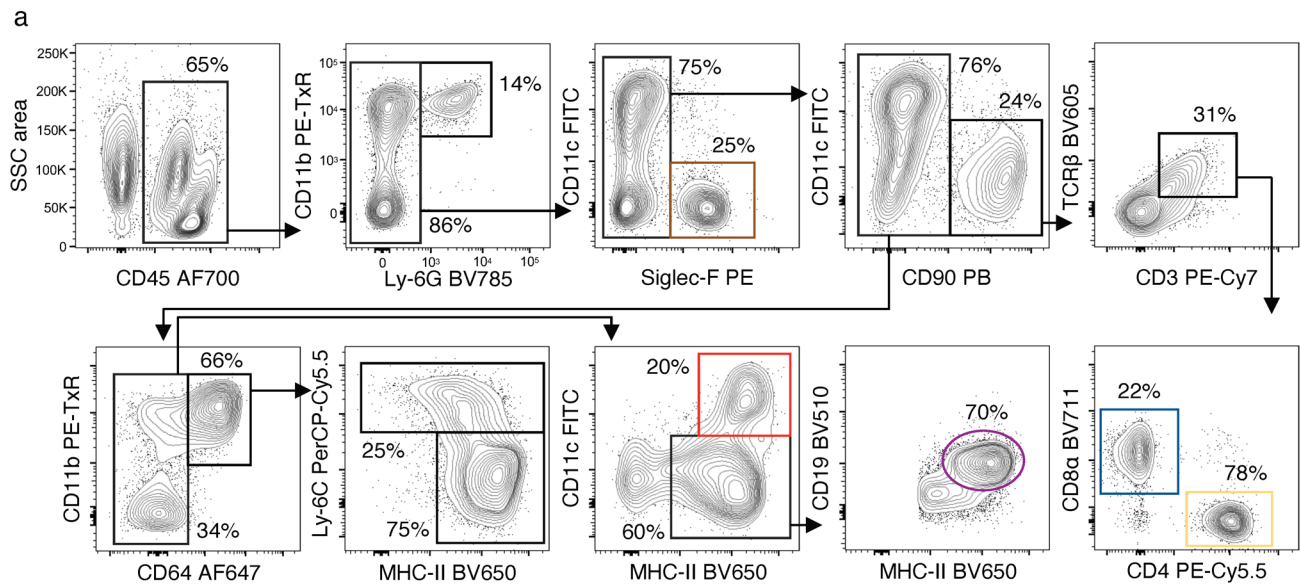 a
250K
200K
150K
100K
50K
0
SSC area
65%
CD45 AF700
10⁵
10⁴
10³
0
CD11b PE-TxR
14%
86%
0
10³
10⁴
10⁵
Ly-6G BV785
CD11c FITC
75%
25%
Siglec-F PE
CD11c FITC
76%
24%
CD90 PB
TCRβ BV605
31%
CD3 PE-Cy7
CD11b PE-TxR
66%
34%
CD64 AF647
Ly-6C PerCP-Cy5.5
25%
75%
MHC-II BV650
CD11c FITC
20%
60%
MHC-II BV650
CD19 BV510
70%
MHC-II BV650
CD8α BV711
22%
78%
CD4 PE-Cy5.5